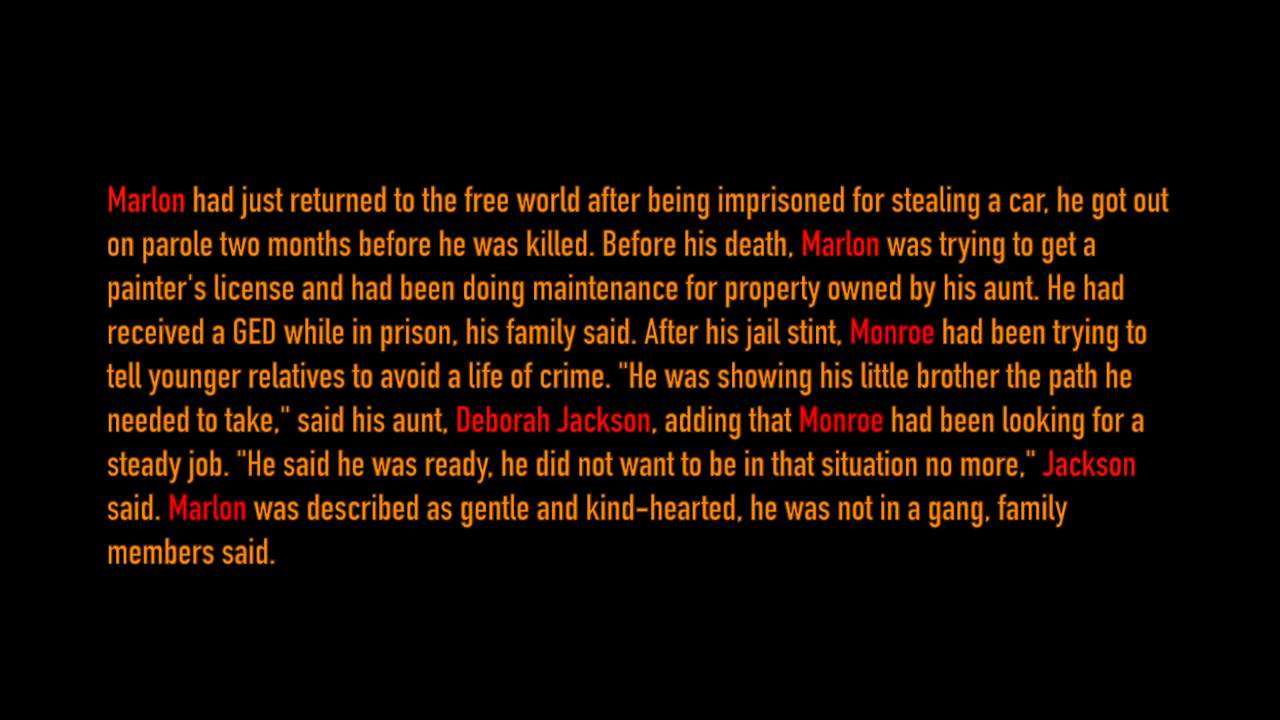 Marlon had just returned to the free world after being imprisoned for stealing a car, he got out
on parole two months before he was killed. Before his death, Marlon was trying to get a
painter's license and had been doing maintenance for property owned by his aunt. He had
received a GED while in prison, his family said. After his jail stint, Monroe had been trying to
tell younger relatives to avoid a life of crime. "He was showing his little brother the path he
needed to take," said his aunt, Deborah Jackson, adding that Monroe had been looking for a
steady job. "He said he was ready, he did not want to be in that situation no more," Jackson
said. Marlon was described as gentle and kind-hearted, he was not in a gang, family
members said.